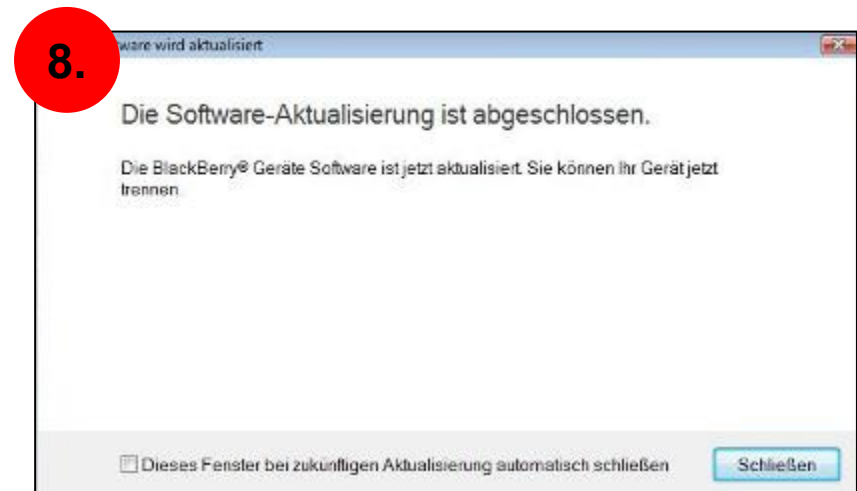 8.
ware wird aktualisiert
Die Software-Aktualisierung ist abgeschlossen.
Die BlackBerry® Geräte Software ist jetzt aktualisiert. Sie können Ihr Gerät jetzt
trennen.
Dieses Fenster bei zukünftigen Aktualisierung automatisch schließen
Schließen